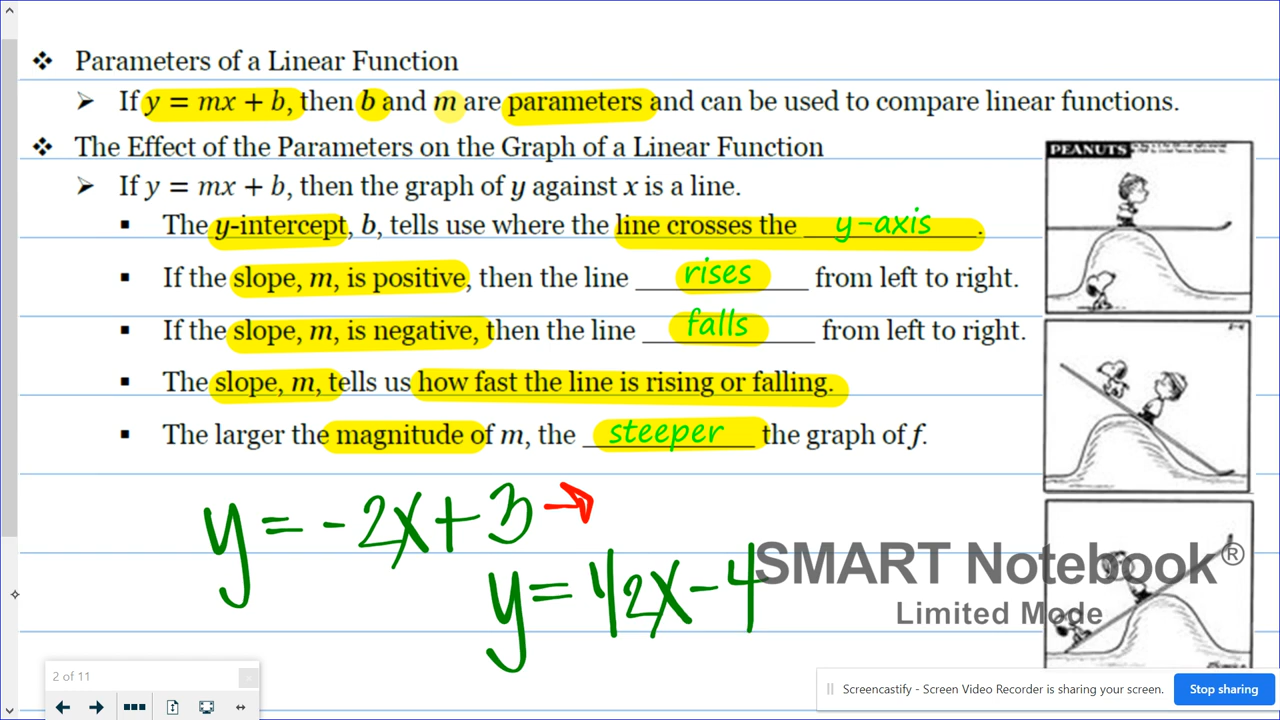 ❖ Parameters of a Linear Function
➢ If y = mx + b, then b and m are parameters and can be used to compare linear functions.
❖ The Effect of the Parameters on the Graph of a Linear Function
➢ If y = mx + b, then the graph of y against x is a line.
▪ The y-intercept, b, tells use where the line crosses the y-axis.
▪ If the slope, m, is positive, then the line rises from left to right.
▪ If the slope, m, is negative, then the line falls from left to right.
▪ The slope, m, tells us how fast the line is rising or falling.
▪ The larger the magnitude of m, the steeper the graph of f.
y = -2x + 3 →
y = 1/2x - 4
PEANUTS
SMART Notebook®
Limited Mode
2 of 11
Screencastify - Screen Video Recorder is sharing your screen.
Stop sharing